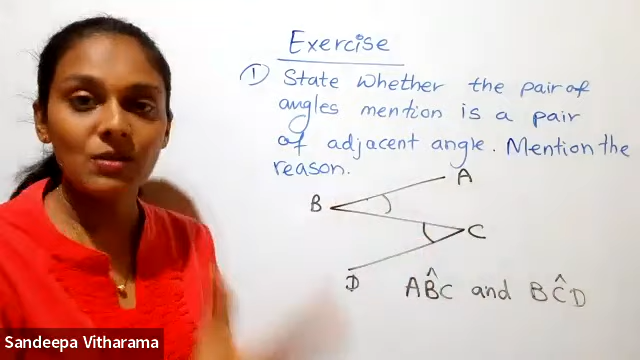 Exercise
① State whether the pair of
angles mention is a pair
of adjacent angle. Mention the
reason.
A
B
C
D
AB̂C and BĈD
Sandeepa Vitharama